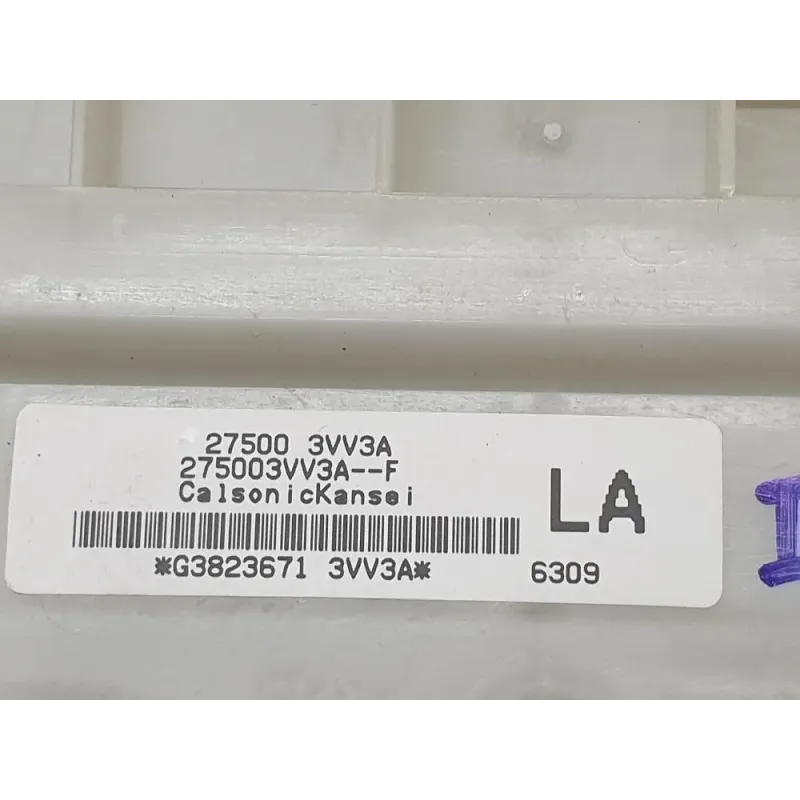 27500 3VV3A
275003VV3A--F
CalsonicKansei
LA
*G3823671 3VV3A*
6309